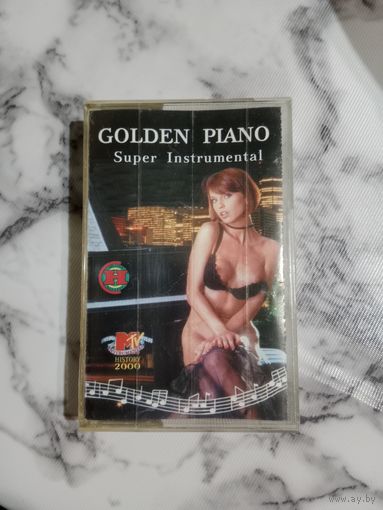 GOLDEN PIANO
Super Instrumental
MTV
HISTORY
2000
www.ay.by